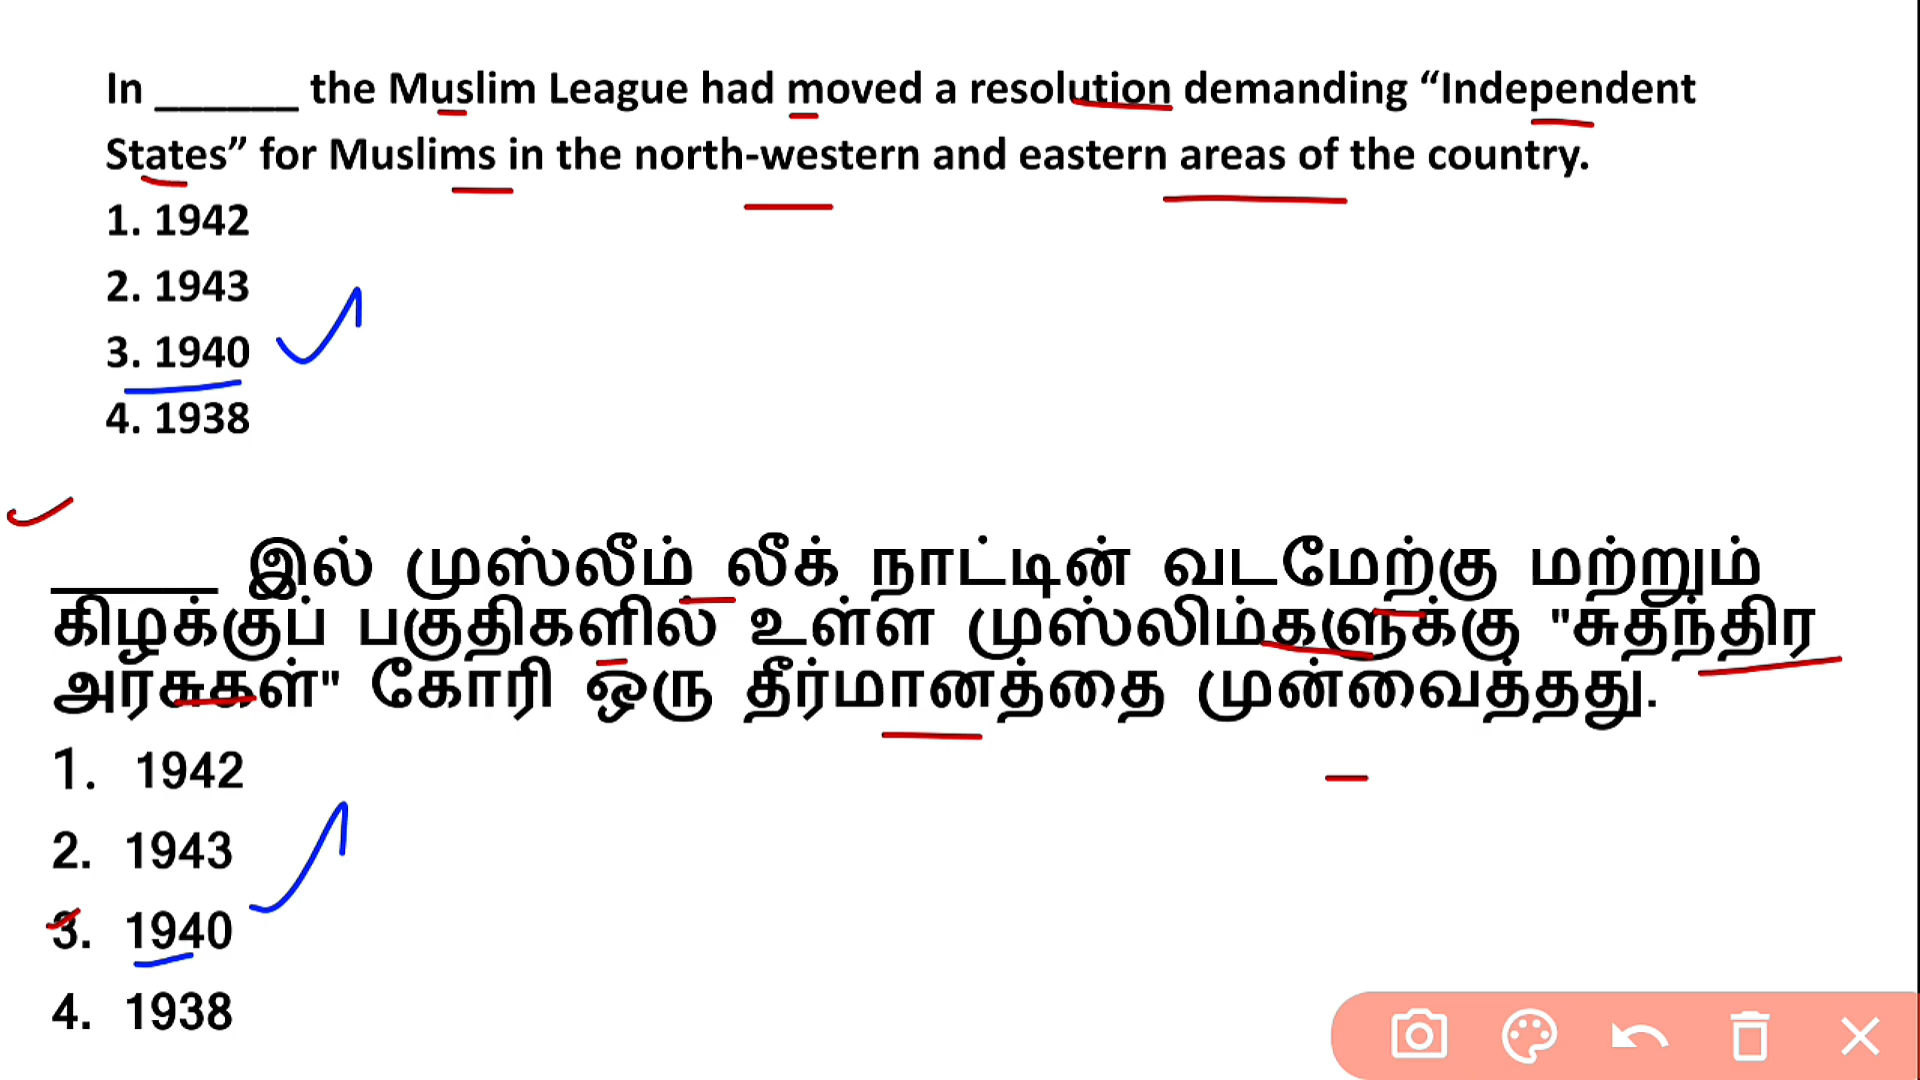 In ______ the Muslim League had moved a resolution demanding “Independent
States” for Muslims in the north-western and eastern areas of the country.
1. 1942
2. 1943
3. 1940
4. 1938
______ இல் முஸ்லீம் லீக் நாட்டின் வடமேற்கு மற்றும்
கிழக்குப் பகுதிகளில் உள்ள முஸ்லிம்களுக்கு "சுதந்திர
அரசுகள்" கோரி ஒரு தீர்மானத்தை முன்வைத்தது.
1. 1942
2. 1943
3. 1940
4. 1938